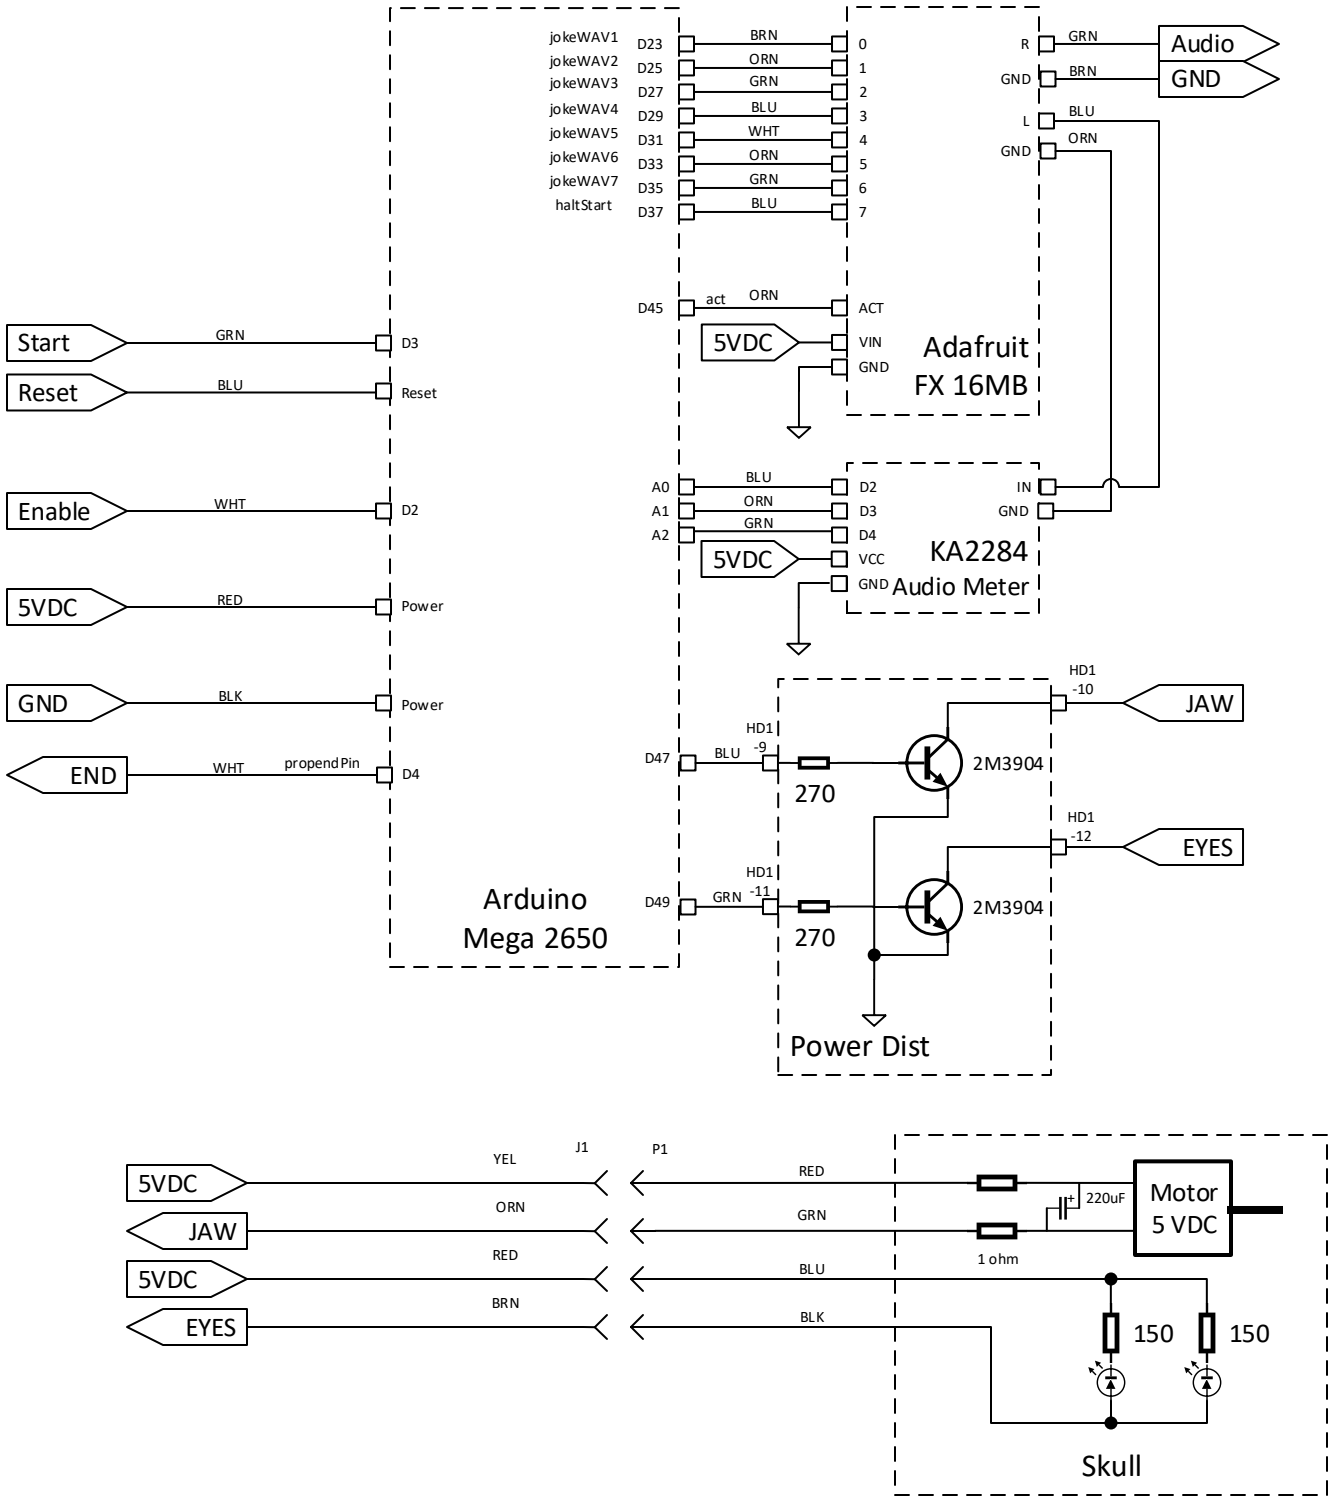 jokeWAV1 D23 BRN 0 R GRN Audio
jokeWAV2 D25 ORN 1 GND BRN GND
jokeWAV3 D27 GRN 2
jokeWAV4 D29 BLU 3 L BLU
jokeWAV5 D31 WHT 4 GND ORN
jokeWAV6 D33 ORN 5
jokeWAV7 D35 GRN 6
haltStart D37 BLU 7
D45 act ORN ACT
Start GRN D3 5VDC VIN
GND
Adafruit
FX 16MB
Reset BLU Reset
A0 BLU D2 IN
Enable WHT D2 A1 ORN D3 GND
A2 GRN D4
5VDC VCC
GND
KA2284
Audio Meter
5VDC RED Power
GND BLK Power
HD1
-10
JAW
END WHT propendPin D4
D47 BLU
HD1
-9
270
2M3904
HD1
-12
EYES
D49 GRN
HD1
-11
270
2M3904
Arduino
Mega 2650
Power Dist
J1 P1
5VDC YEL RED
JAW ORN GRN
220uF
+
1 ohm
Motor
5 VDC
5VDC RED BLU
EYES BRN BLK
150 150
Skull